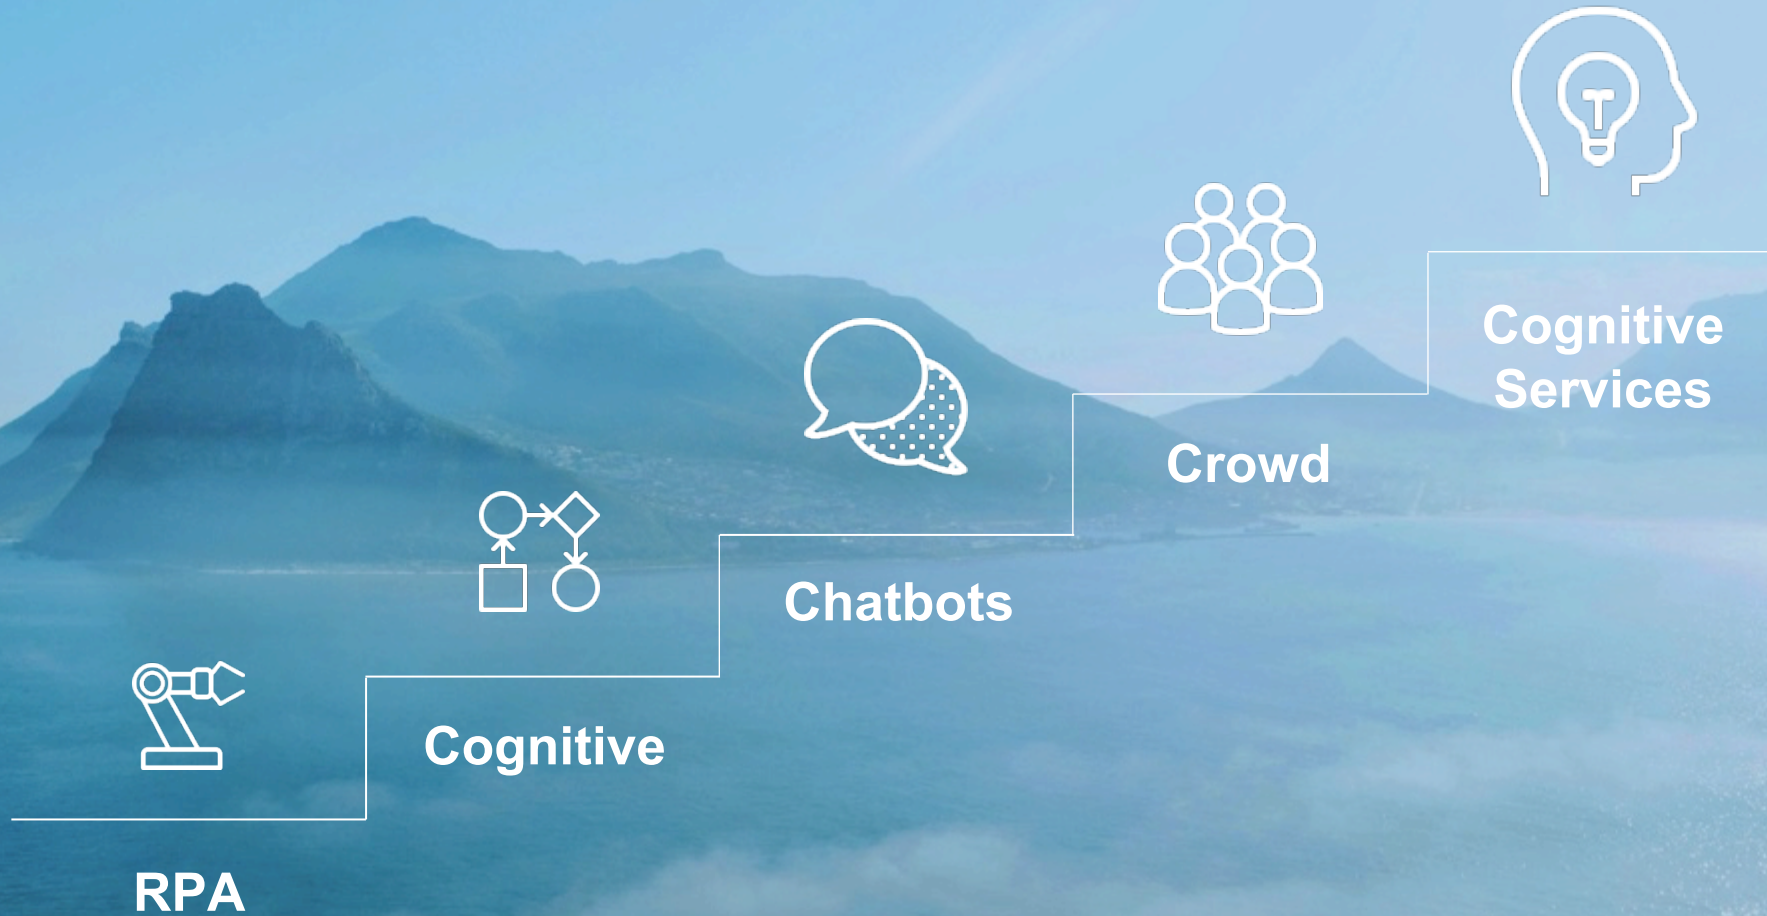 RPA
Cognitive
Chatbots
Crowd
Cognitive
Services